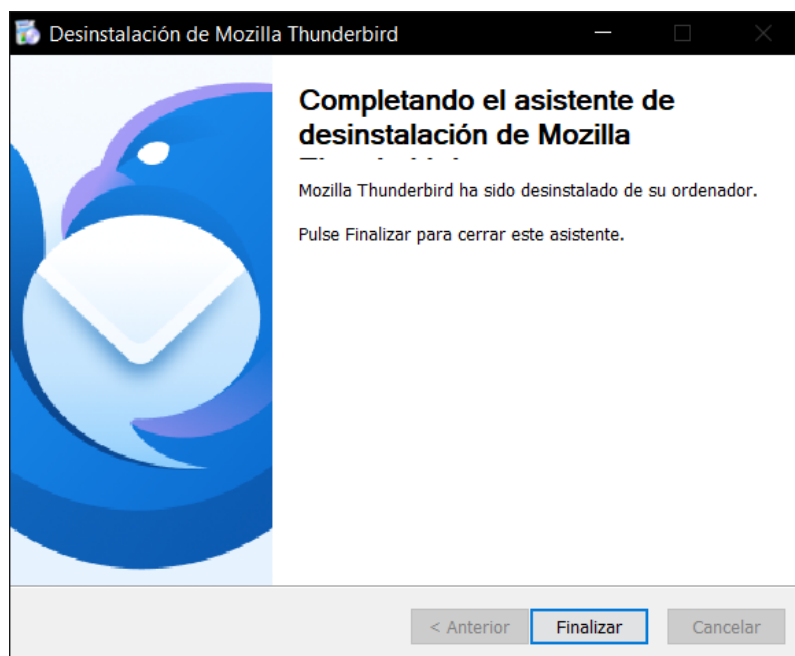 Desinstalación de Mozilla Thunderbird
Completando el asistente de
desinstalación de Mozilla
Mozilla Thunderbird ha sido desinstalado de su ordenador.
Pulse Finalizar para cerrar este asistente.
< Anterior
Finalizar
Cancelar